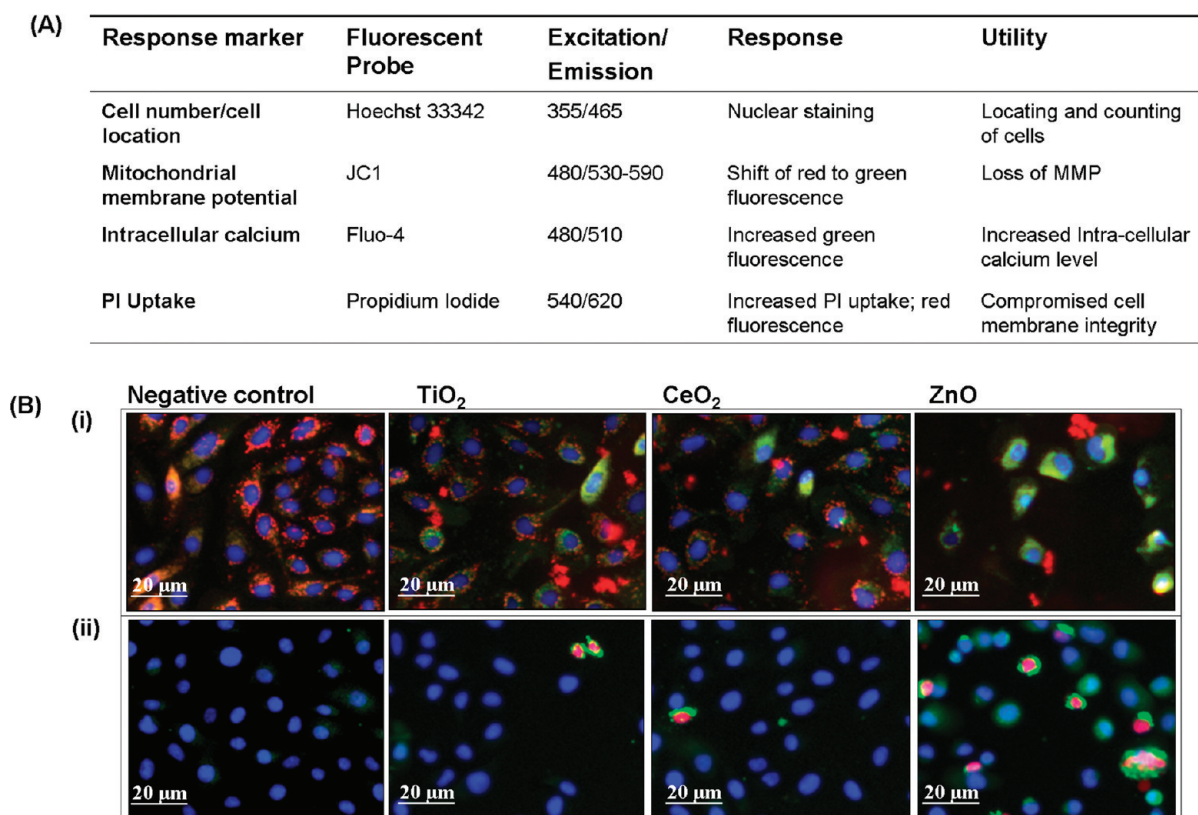 (A)
Response marker Fluorescent Probe Excitation/ Emission Response Utility
Cell number/cell location Hoechst 33342 355/465 Nuclear staining Locating and counting of cells
Mitochondrial membrane potential JC1 480/530-590 Shift of red to green fluorescence Loss of MMP
Intracellular calcium Fluo-4 480/510 Increased green fluorescence Increased Intra-cellular calcium level
PI Uptake Propidium Iodide 540/620 Increased PI uptake; red fluorescence Compromised cell membrane integrity
(B)
Negative control TiO₂ CeO₂ ZnO
(i)
20 μm 20 μm 20 μm 20 μm
(ii)
20 μm 20 μm 20 μm 20 μm